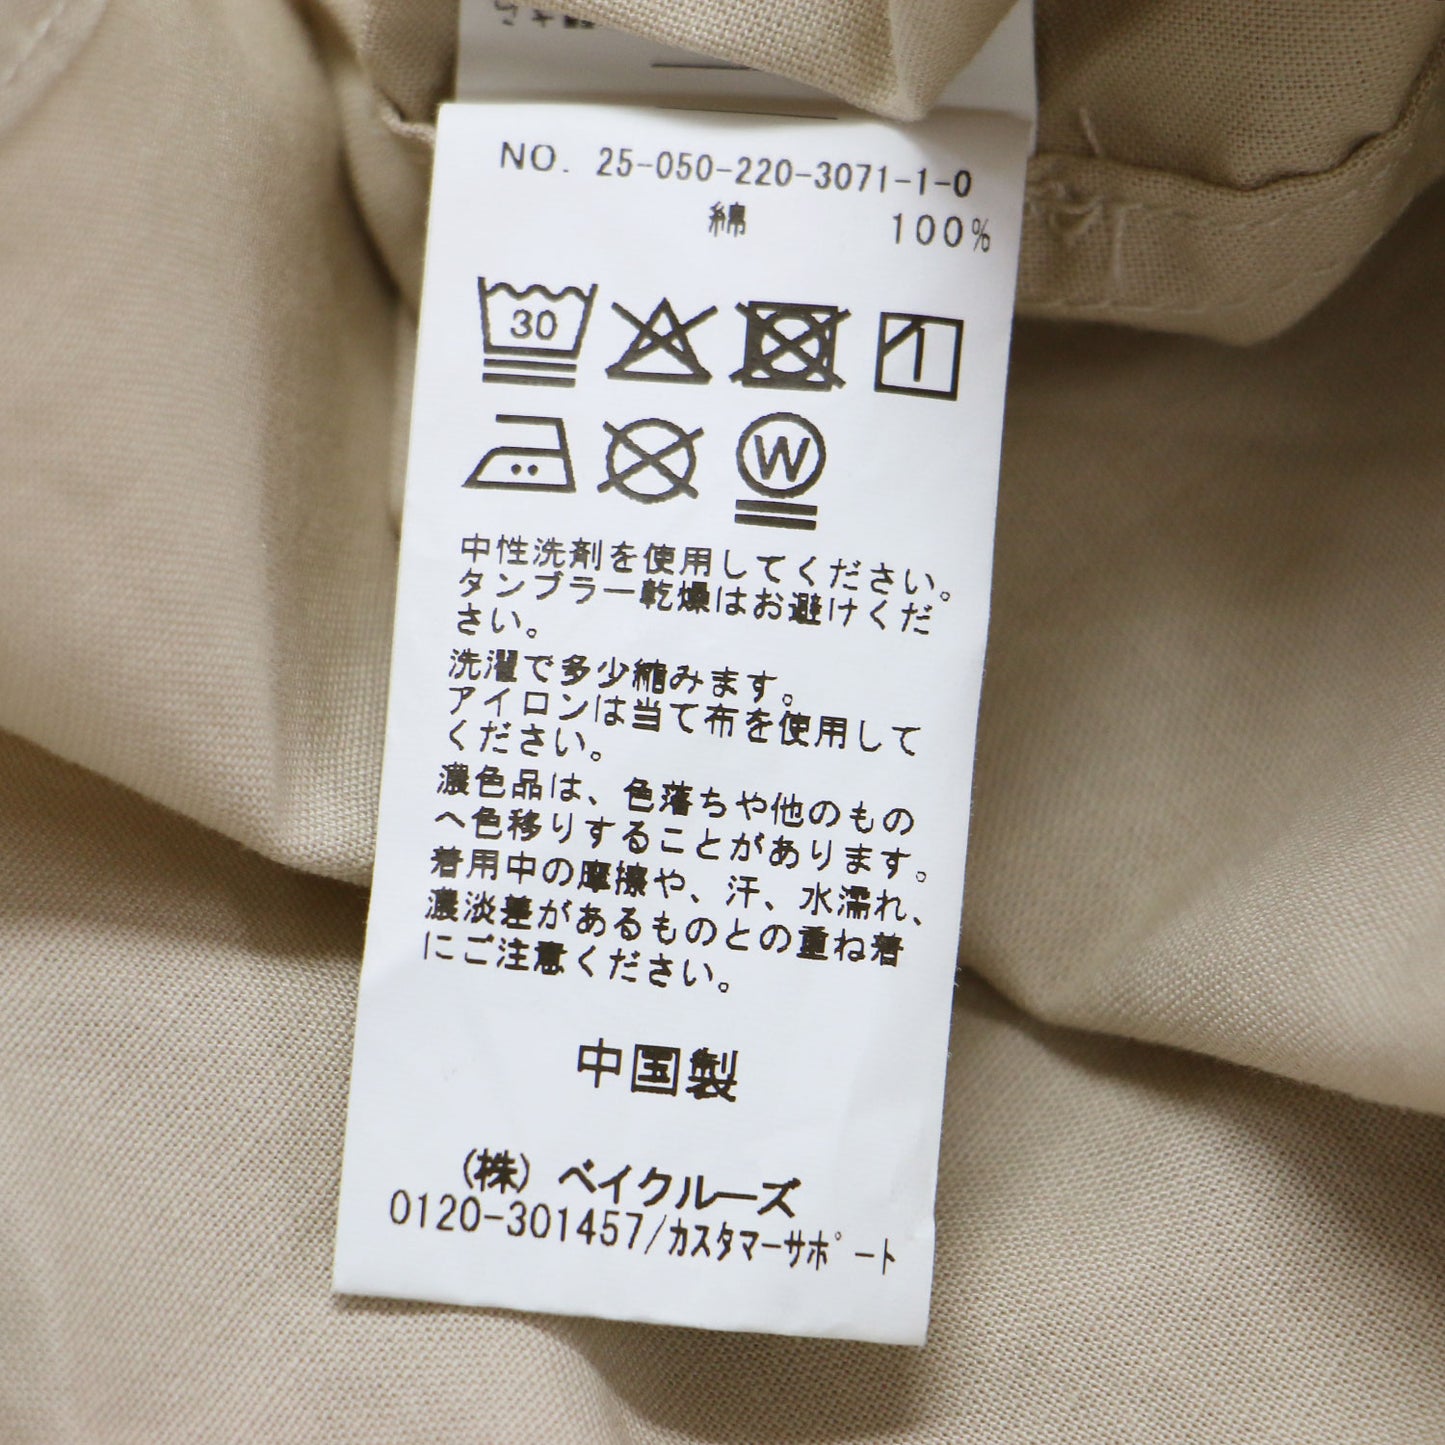 NO. 25-050-220-3071-1-0
綿 100%
30
W
中性洗剤を使用してください。
タンブラー乾燥はお避けくだ
さい。
洗濯で多少縮みます。
アイロンは当て布を使用して
ください。
濃色品は、色落ちや他のもの
へ色移りすることがあります。
着用中の摩擦や、汗、水濡れ、
濃淡差があるものとの重ね着
にご注意ください。
中国製
(株) ベイクルーズ
0120-301457/カスタマーサポート